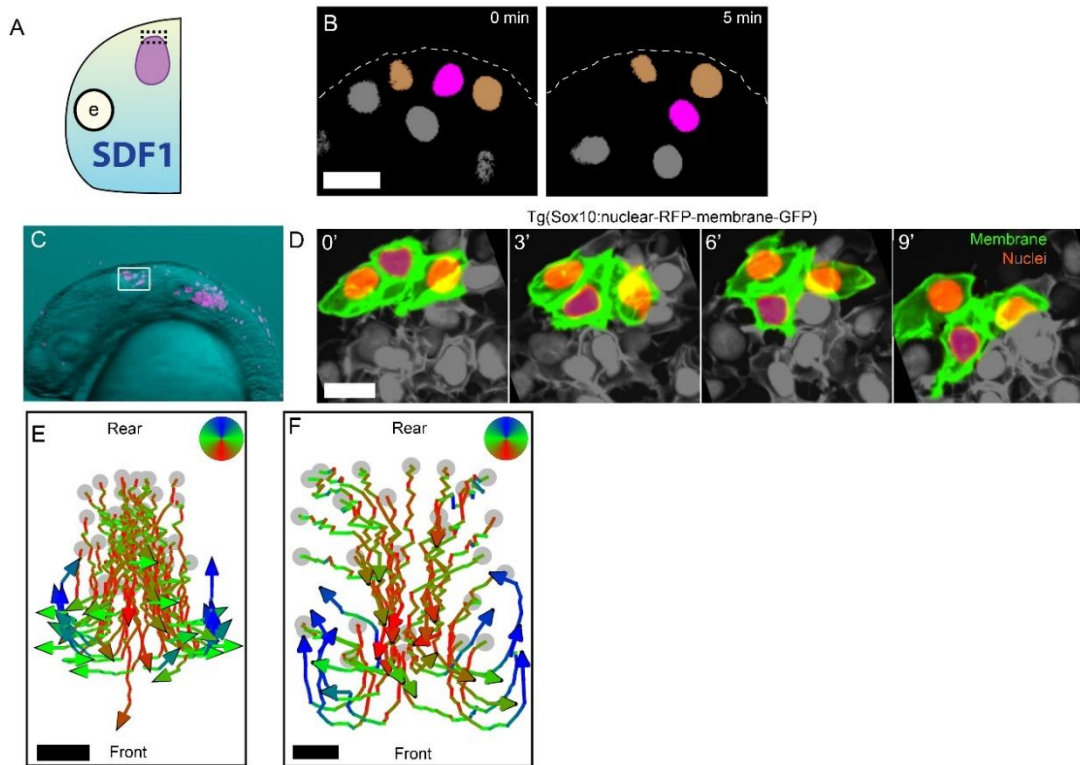 A
e
SDF1
B
0 min
5 min
C
Tg(Sox10:nuclear-RFP-membrane-GFP)
D
0'
3'
6'
9'
Membrane
Nuclei
E
Rear
Front
F
Rear
Front